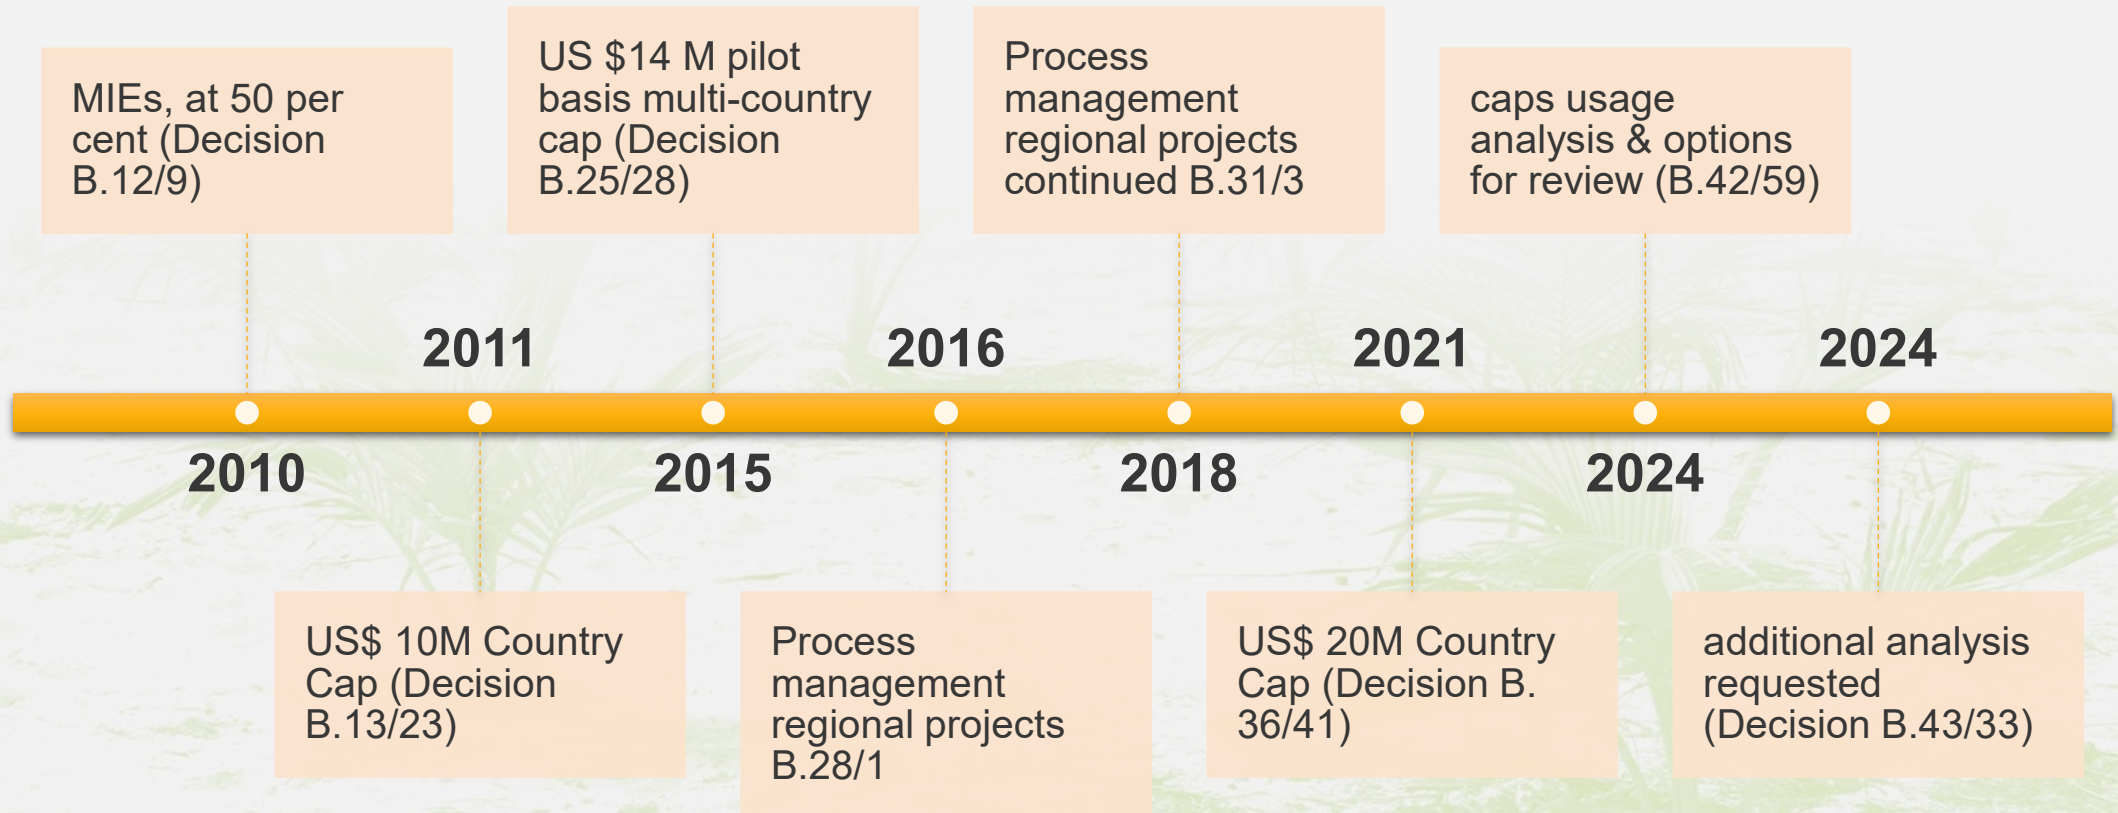 MIEs, at 50 per
cent (Decision
B.12/9)
US $14 M pilot
basis multi-country
cap (Decision
B.25/28)
Process
management
regional projects
continued B.31/3
caps usage
analysis & options
for review (B.42/59)
2011
2016
2021
2024
2010
2015
2018
2024
US$ 10M Country
Cap (Decision
B.13/23)
Process
management
regional projects
B.28/1
US$ 20M Country
Cap (Decision B.
36/41)
additional analysis
requested
(Decision B.43/33)